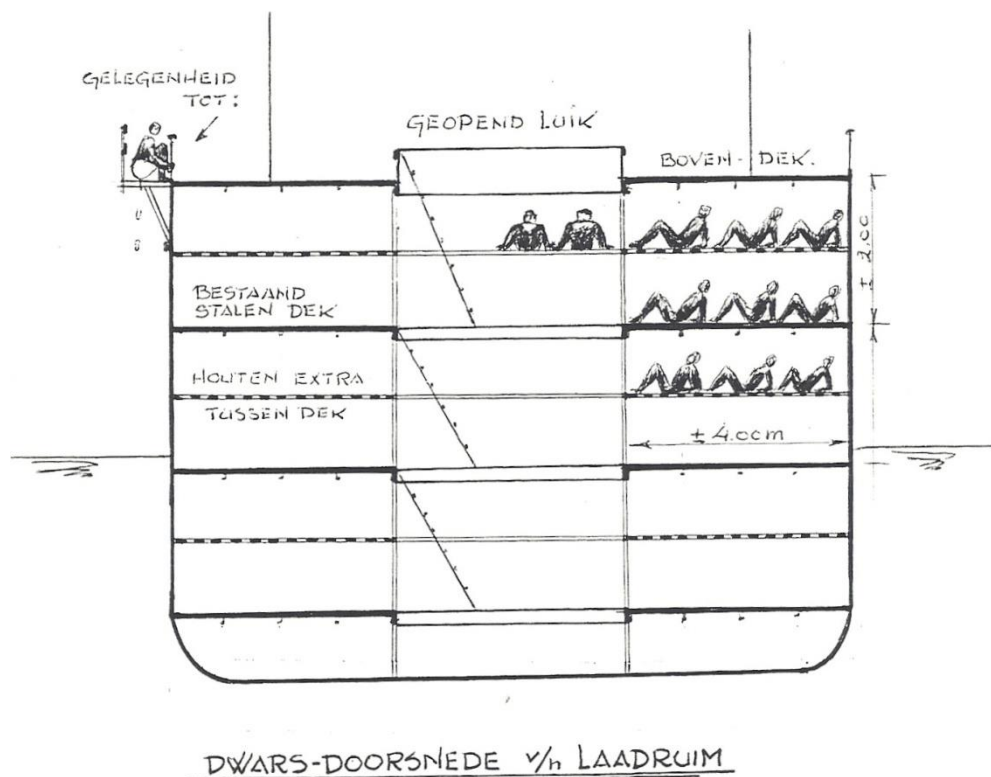 GELEGENHEID
TOT:
GEOPEND LUIK
BOVEN-DEK.
± 2.00
BESTAAND
STALEN DEK
HOUTEN EXTRA
TUSSEN DEK
± 4.00m
DWARS-DOORSNEDE v/n LAADRUIM